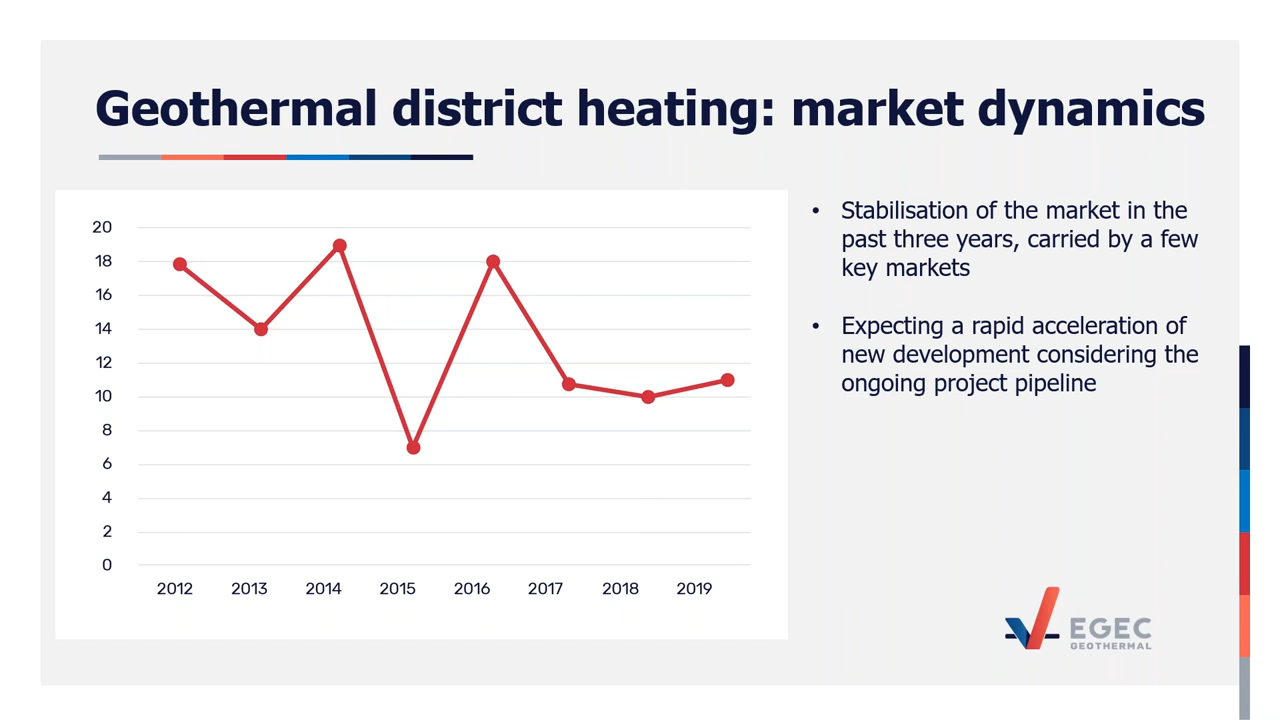 Geothermal district heating: market dynamics
20
18
16
14
12
10
8
6
4
2
0
2012 2013 2014 2015 2016 2017 2018 2019
• Stabilisation of the market in the
past three years, carried by a few
key markets
• Expecting a rapid acceleration of
new development considering the
ongoing project pipeline
EGEC
GEOTHERMAL